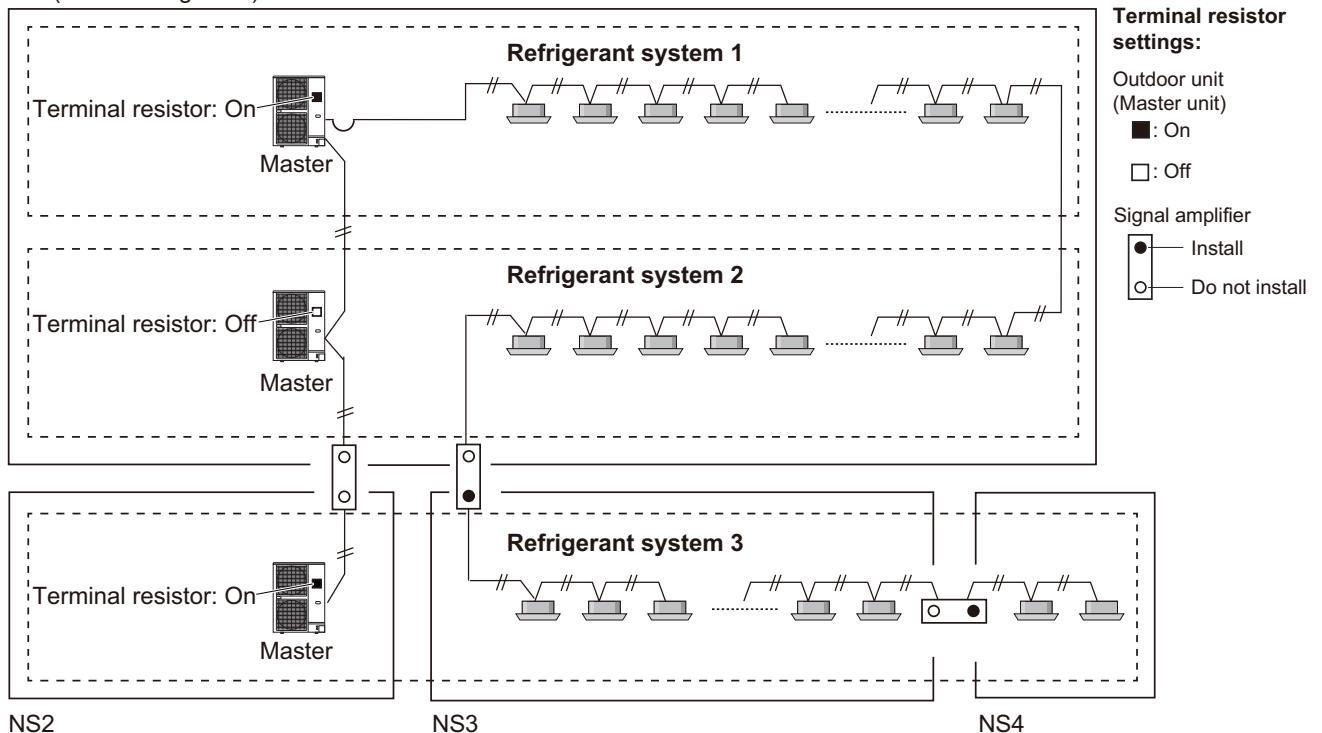 Refrigerant system 1
Terminal resistor: On
Master
Refrigerant system 2
Terminal resistor: Off
Master
Refrigerant system 3
Terminal resistor: On
Master
NS2
NS3
NS4
Terminal resistor
settings:
Outdoor unit
(Master unit)
: On
: Off
Signal amplifier
Install
Do not install